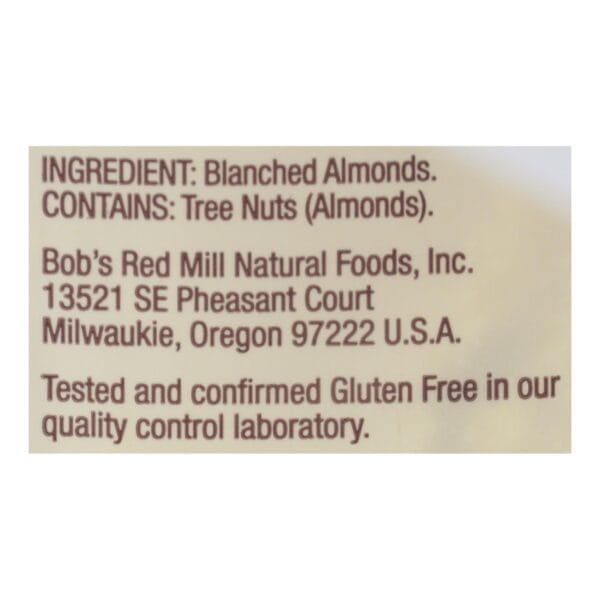 INGREDIENT: Blanched Almonds.
CONTAINS: Tree Nuts (Almonds).
Bob's Red Mill Natural Foods, Inc.
13521 SE Pheasant Court
Milwaukie, Oregon 97222 U.S.A.
Tested and confirmed Gluten Free in our
quality control laboratory.